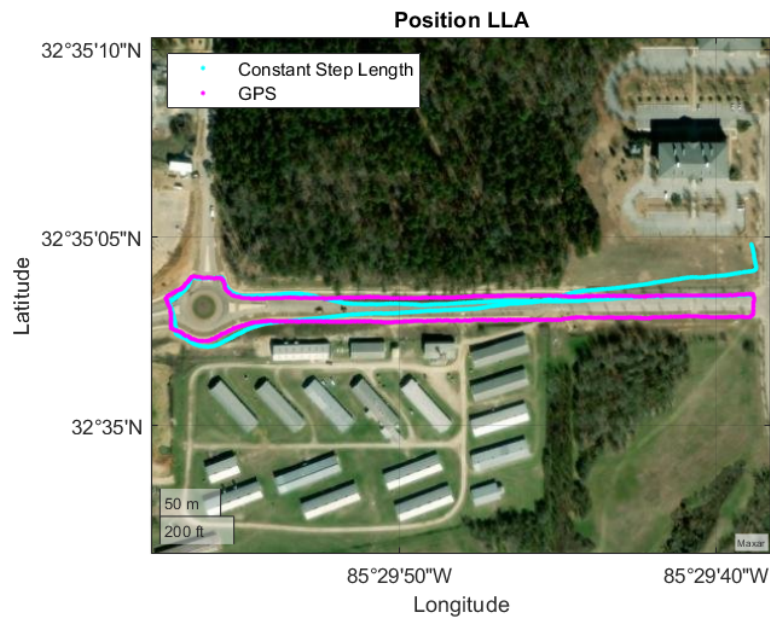 Position LLA
32°35'10"N
Constant Step Length
GPS
32°35'05"N
Latitude
32°35'N
50 m
200 ft
Maxar
85°29'50"W
85°29'40"W
Longitude